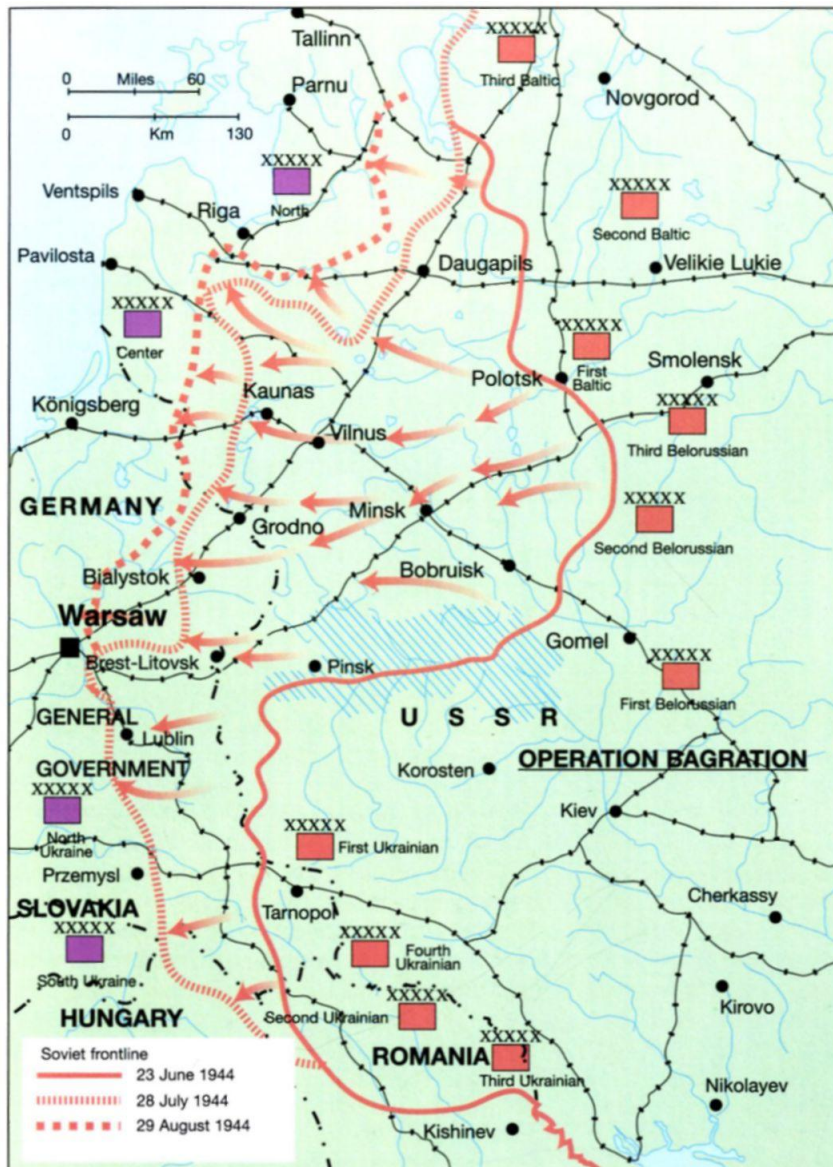 Tallinn
XXXXX
Third Baltic
0 Miles 60
Parnu
Novgorod
0 Km 130
XXXXX
North
Ventspils
Riga
XXXXX
Second Baltic
Pavilosta
Daugapils
Velikie Lukie
XXXXX
Center
XXXXX
First
Baltic
Smolensk
Polotsk
Kaunas
Königsberg
XXXXX
Third Belorussian
Vilnus
GERMANY
Minsk
XXXXX
Second Belorussian
Grodno
Bialystok
Bobruisk
Warsaw
Gomel
Brest-Litovsk
Pinsk
XXXXX
First Belorussian
GENERAL
USSR
Lublin
GOVERNMENT
Korosten
OPERATION BAGRATION
XXXXX
North
Ukraine
Kiev
XXXXX
First Ukrainian
Przemysl
Tarnopol
Cherkassy
SLOVAKIA
XXXXX
South Ukraine
XXXXX
Fourth
Ukrainian
Kirovo
XXXXX
Second Ukrainian
HUNGARY
ROMANIA
XXXXX
Third Ukrainian
Nikolayev
Kishinev
Soviet frontline
23 June 1944
28 July 1944
29 August 1944